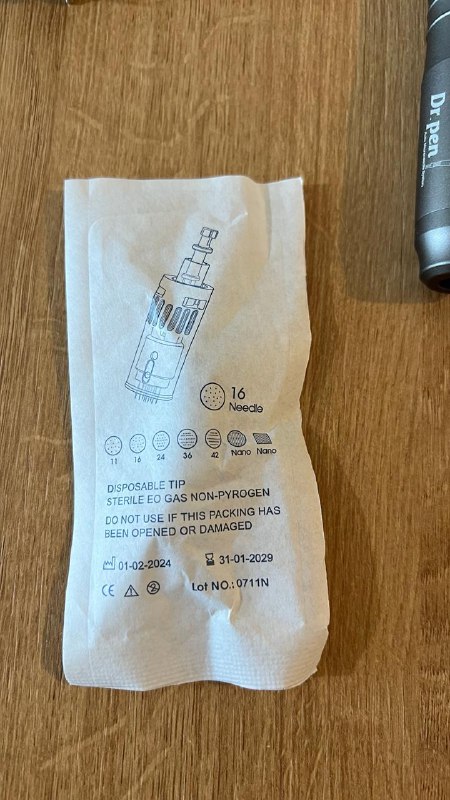 Dr.pen
16
Needle
11 16 24 36 42 Nano Nano
DISPOSABLE TIP
STERILE EO GAS NON-PYROGEN
DO NOT USE IF THIS PACKING HAS
BEEN OPENED OR DAMAGED
01-02-2024 31-01-2029
CE Lot NO.: 0711N